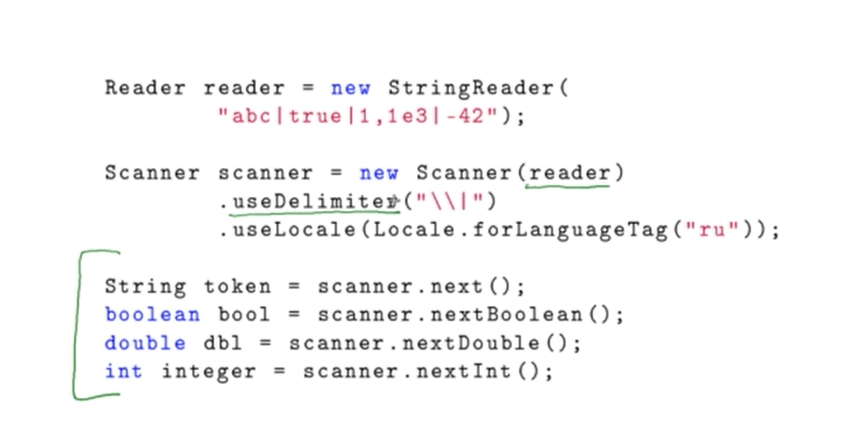 Reader reader = new StringReader(
"abc|true|1,1e3|-42");
Scanner scanner = new Scanner(reader)
.useDelimiter("\\|")
.useLocale(Locale.forLanguageTag("ru"));
String token = scanner.next();
boolean bool = scanner.nextBoolean();
double dbl = scanner.nextDouble();
int integer = scanner.nextInt();